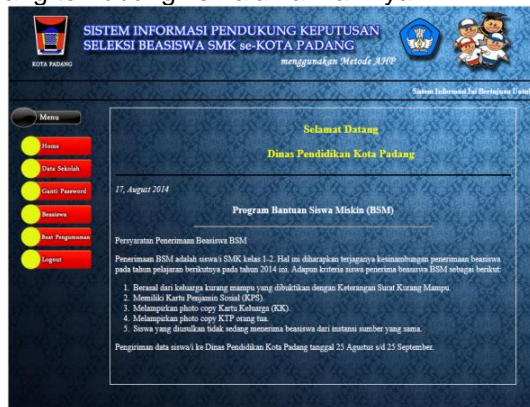 SISTEM INFORMASI PENDUKUNG KEPUTUSAN
SELEKSI BEASISWA SMK se-KOTA PADANG
menggunakan Metode AHP
KOTA PADANG
Sistem Informasi Ini Bertujuan Untuk
Menu
Home
Data Sekolah
Ganti Password
Beasiswa
Buat Pengumuman
Logout
Selamat Datang
Dinas Pendidikan Kota Padang
17, August 2014
Program Bantuan Siswa Miskin (BSM)
Persyaratan Penerimaan Beasiswa BSM
Penerimaan BSM adalah siswa/i SMK kelas 1-2. Hal ini diharapkan terjaganya kesinambungan penerimaan beasiswa
pada tahun pelajaran berikutnya pada tahun 2014 ini. Adapun kriteria siswa penerima beasiswa BSM sebagai berikut:
1. Berasal dari keluarga kurang mampu yang dibuktikan dengan Keterangan Surat Kurang Mampu.
2. Memiliki Kartu Penjamin Sosial (KPS).
3. Melampirkan photo copy Kartu Keluarga (KK).
4. Melampirkan photo copy KTP orang tua.
5. Siswa yang diusulkan tidak sedang menerima beasiswa dari instansi sumber yang sama.
Pengiriman data siswa/i ke Dinas Pendidikan Kota Padang tanggal 25 Agustus s/d 25 September.